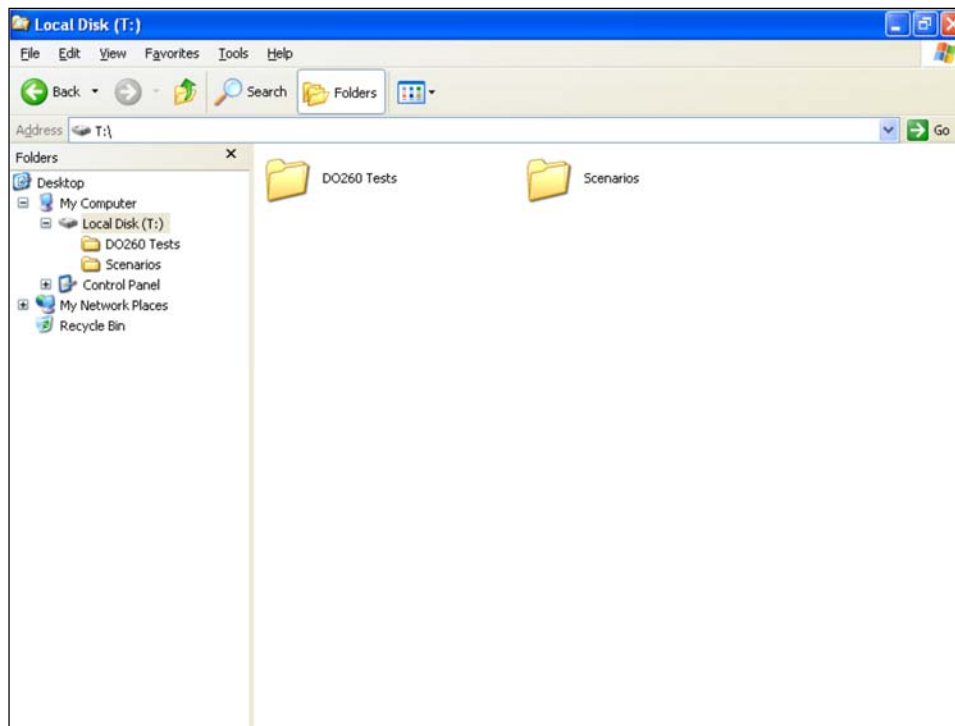 Local Disk (T:)
File Edit View Favorites Tools Help
Back Search Folders
Address T:\ Go
Folders
Desktop
My Computer
Local Disk (T:)
DO260 Tests
Scenarios
Control Panel
My Network Places
Recycle Bin
DO260 Tests Scenarios